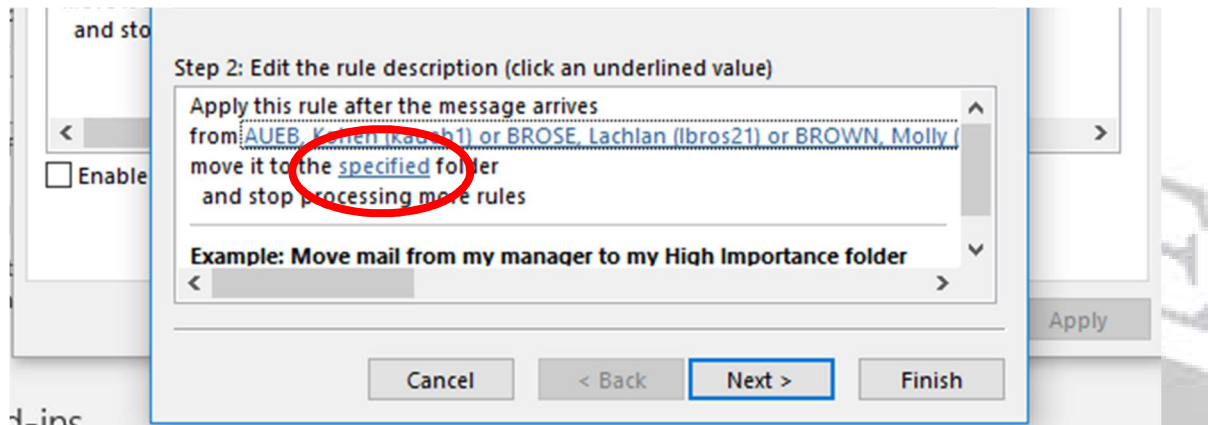 and sto
Step 2: Edit the rule description (click an underlined value)
Apply this rule after the message arrives
from AUEB, (kaueb1) or BROSE, Lachlan (lbros21) or BROWN, Molly (
move it to the specified folder
and stop processing more rules
Enable
Example: Move mail from my manager to my High Importance folder
Apply
Cancel
< Back
Next >
Finish
d-ins